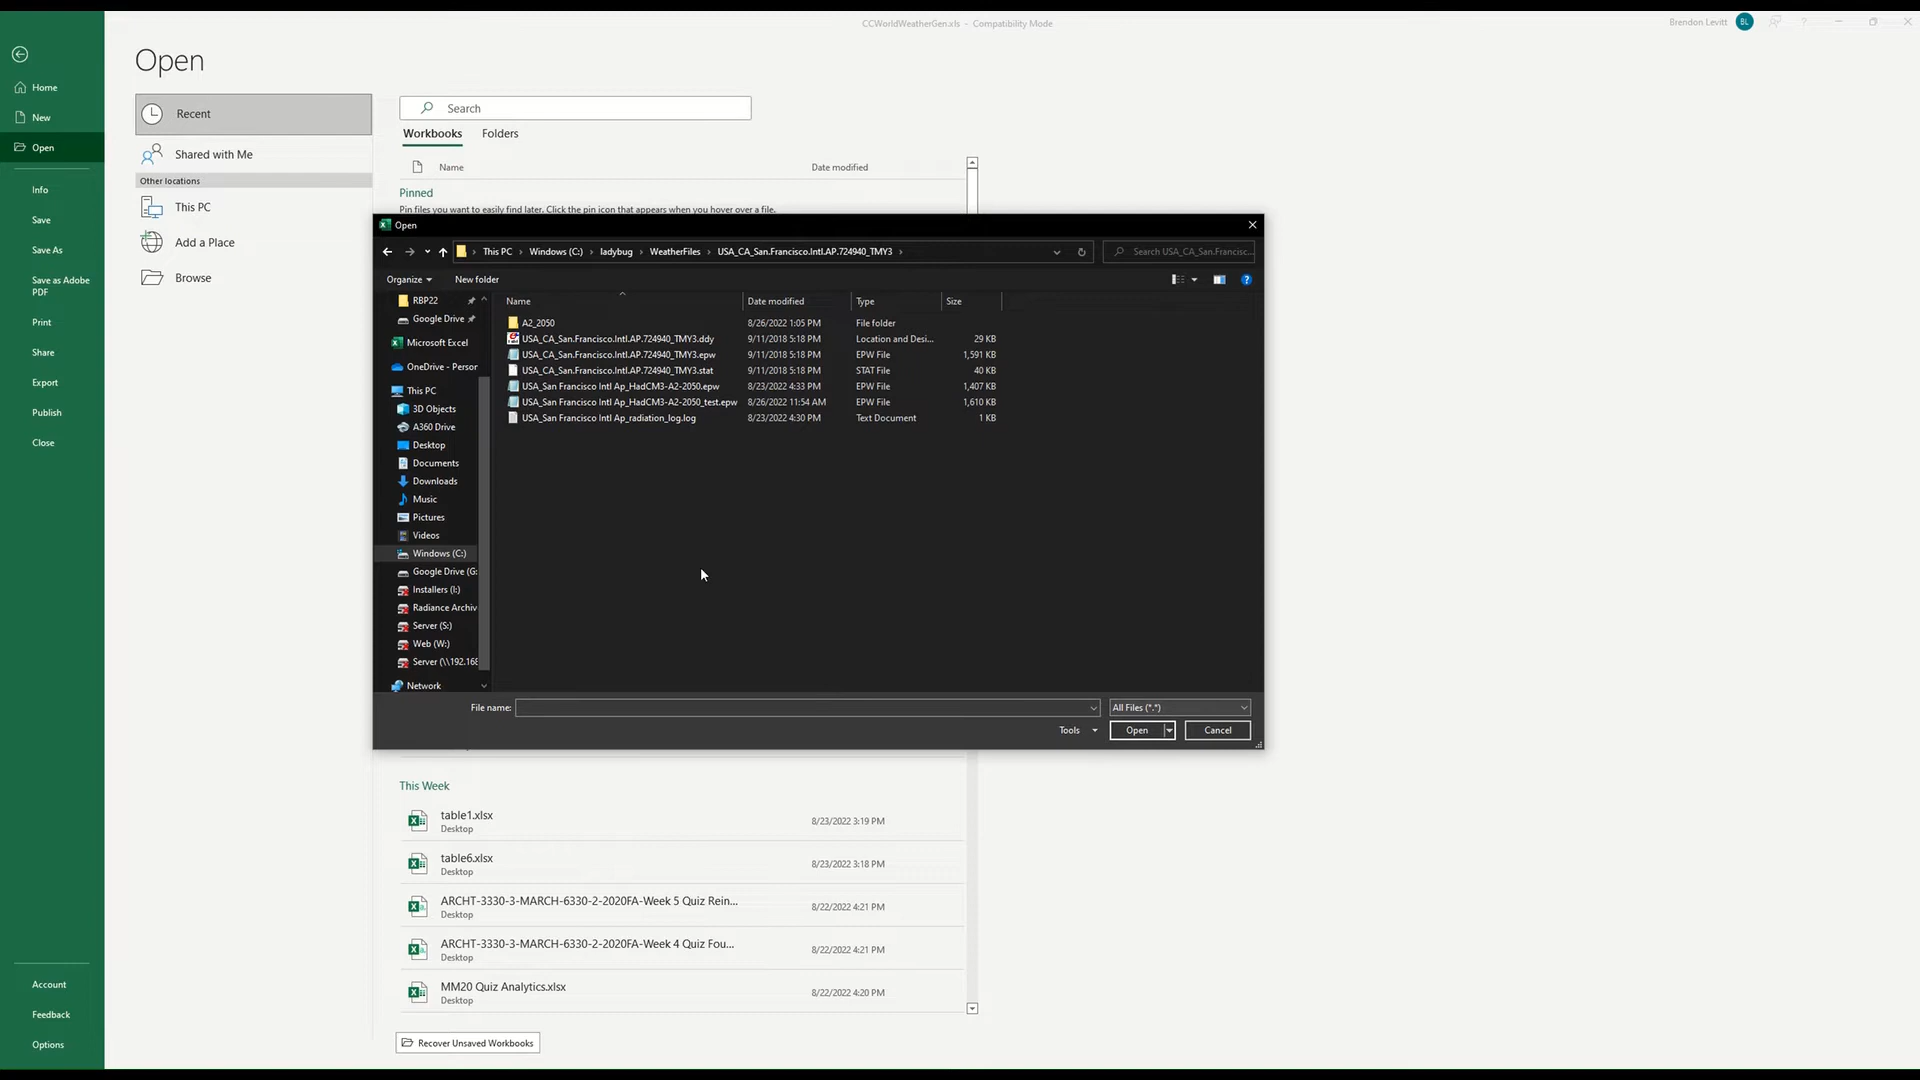 CCWorldWeatherGen.xls - Compatibility Mode
Brendon Levitt BL ?
Open
Home
New
Open
Info
Save
Save As
Save as Adobe
PDF
Print
Share
Export
Publish
Close
Account
Feedback
Options
Recent
Shared with Me
Other locations
This PC
Add a Place
Browse
Search
Workbooks Folders
Name Date modified
Pinned
Pin files you want to easily find later. Click the pin icon that appears when you hover over a file.
Open
This PC › Windows (C:) › ladybug › WeatherFiles › USA_CA_San.Francisco.Intl.AP.724940_TMY3 ›
Search USA_CA_San.Francisc...
Organize New folder
RBP22
Google Drive
Microsoft Excel
OneDrive - Person
This PC
3D Objects
A360 Drive
Desktop
Documents
Downloads
Music
Pictures
Videos
Windows (C:)
Google Drive (G:
Installers (I:)
Radiance Archiv
Server (S:)
Web (W:)
Server (\\192.168
Network
Name Date modified Type Size
A2_2050 8/26/2022 1:05 PM File folder
USA_CA_San.Francisco.Intl.AP.724940_TMY3.ddy 9/11/2018 5:18 PM Location and Desi... 29 KB
USA_CA_San.Francisco.Intl.AP.724940_TMY3.epw 9/11/2018 5:18 PM EPW File 1,591 KB
USA_CA_San.Francisco.Intl.AP.724940_TMY3.stat 9/11/2018 5:18 PM STAT File 40 KB
USA_San Francisco Intl Ap_HadCM3-A2-2050.epw 8/23/2022 4:33 PM EPW File 1,407 KB
USA_San Francisco Intl Ap_HadCM3-A2-2050_test.epw 8/26/2022 11:54 AM EPW File 1,610 KB
USA_San Francisco Intl Ap_radiation_log.log 8/23/2022 4:30 PM Text Document 1 KB
File name:
All Files (*.*)
Tools Open Cancel
This Week
table1.xlsx
Desktop
8/23/2022 3:19 PM
table6.xlsx
Desktop
8/23/2022 3:18 PM
ARCHT-3330-3-MARCH-6330-2-2020FA-Week 5 Quiz Rein...
Desktop
8/22/2022 4:21 PM
ARCHT-3330-3-MARCH-6330-2-2020FA-Week 4 Quiz Fou...
Desktop
8/22/2022 4:21 PM
MM20 Quiz Analytics.xlsx
Desktop
8/22/2022 4:20 PM
Recover Unsaved Workbooks